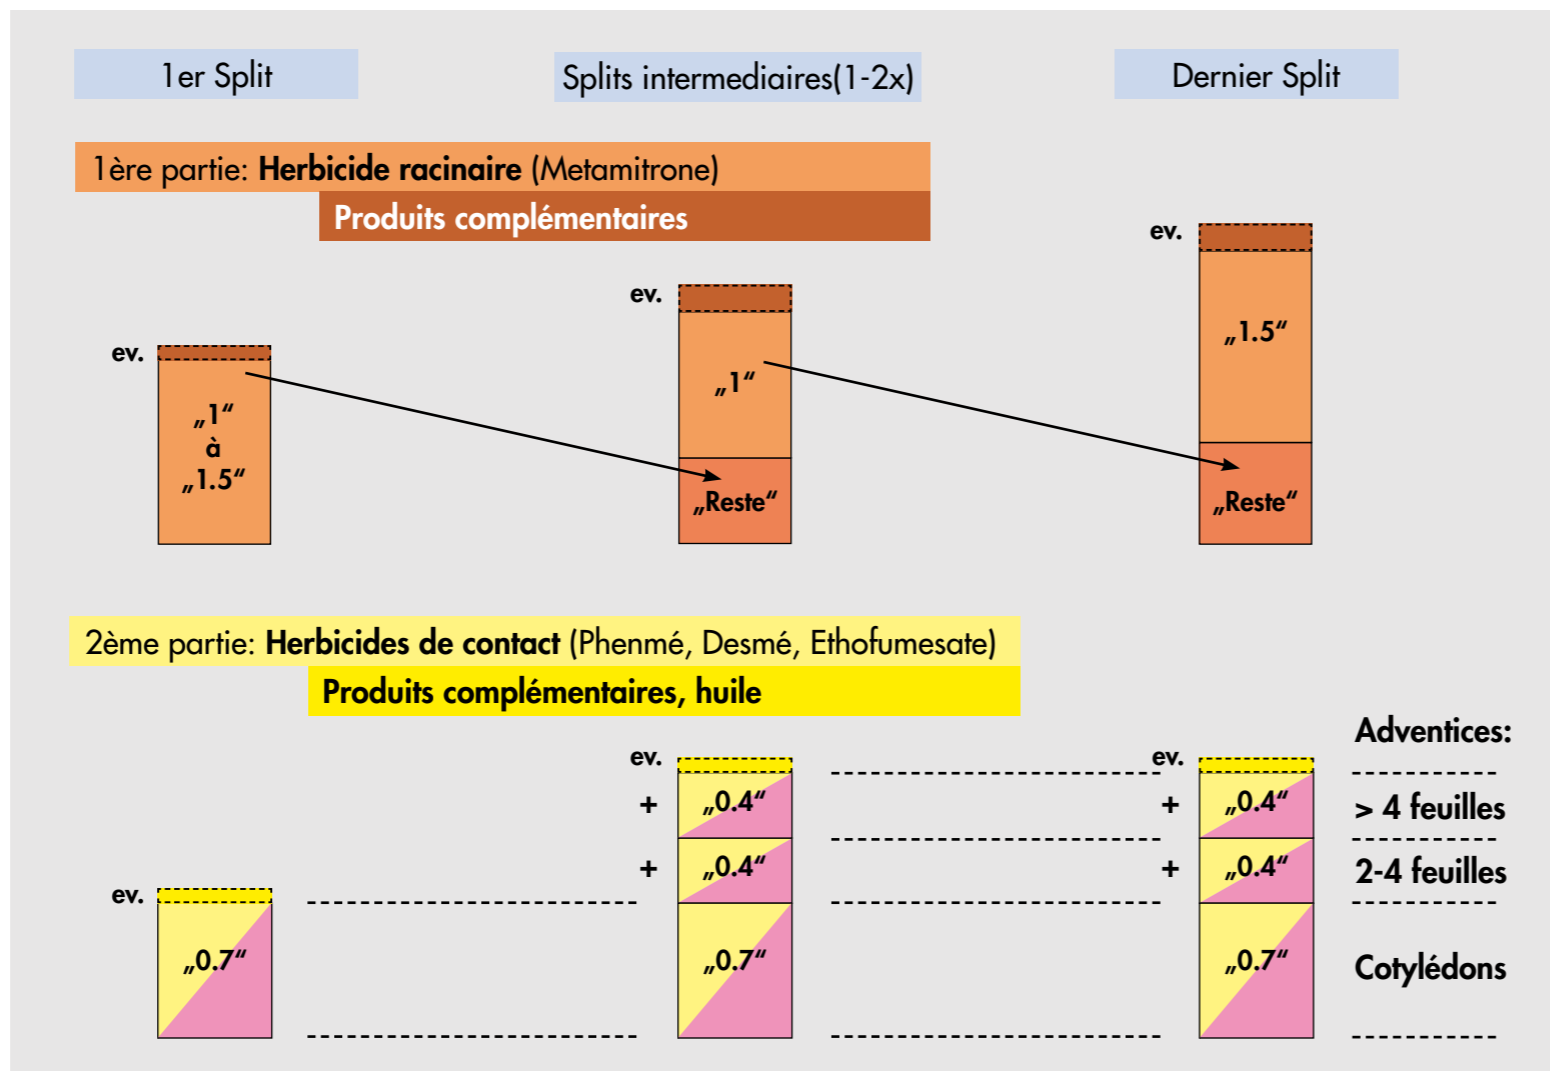 1er Split
Splits intermediaires(1-2x)
Dernier Split
1ère partie: Herbicide racinaire (Metamitrone)
Produits complémentaires
ev.
„1“
à
„1.5“
ev.
„1“
„Reste“
ev.
„1.5“
„Reste“
2ème partie: Herbicides de contact (Phenmé, Desmé, Ethofumesate)
Produits complémentaires, huile
ev.
„0.7“
ev.
+ „0.4“
+ „0.4“
„0.7“
ev.
+ „0.4“
+ „0.4“
„0.7“
Adventices:
> 4 feuilles
2-4 feuilles
Cotylédons